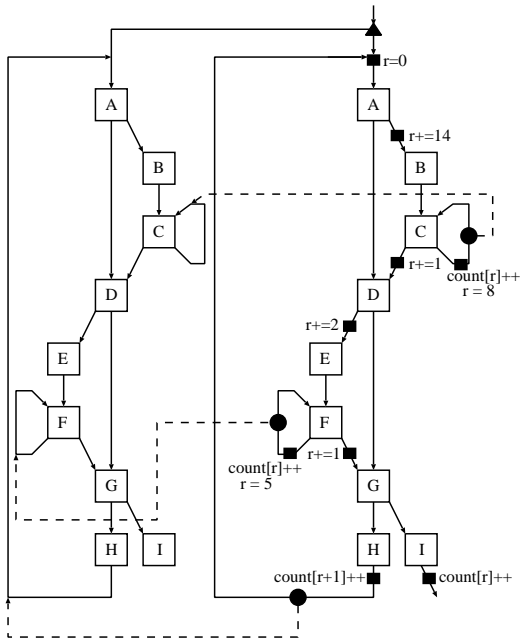 r=0
A
A
r+=14
B
B
C
C
r+=1
count[r]++
r = 8
D
D
r+=2
E
E
F
F
r+=1
count[r]++
r = 5
G
G
H
I
H
I
count[r+1]++
count[r]++